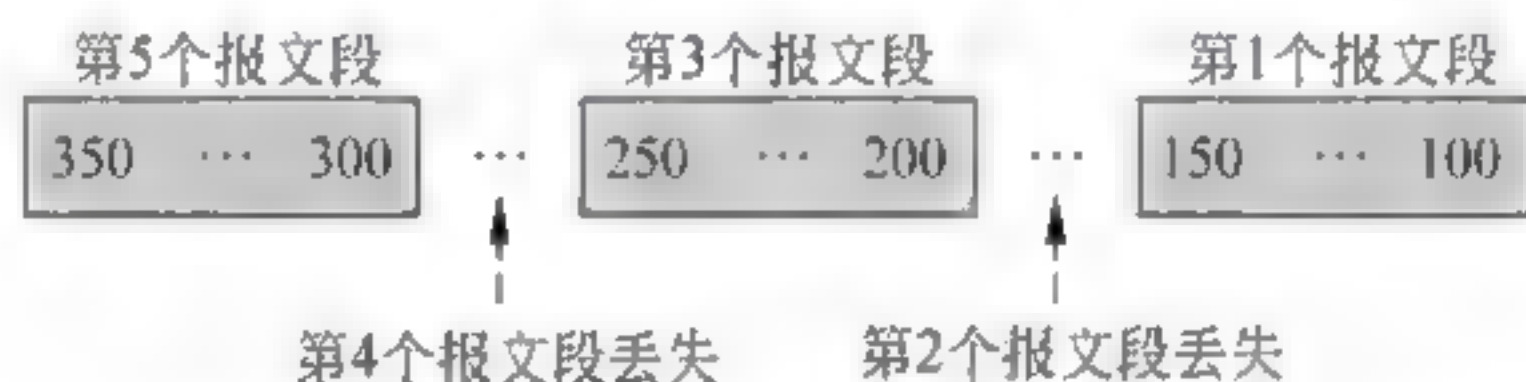 第5个报文段 第3个报文段 第1个报文段
350 … 300 … 250 … 200 … 150 … 100
第4个报文段丢失 第2个报文段丢失